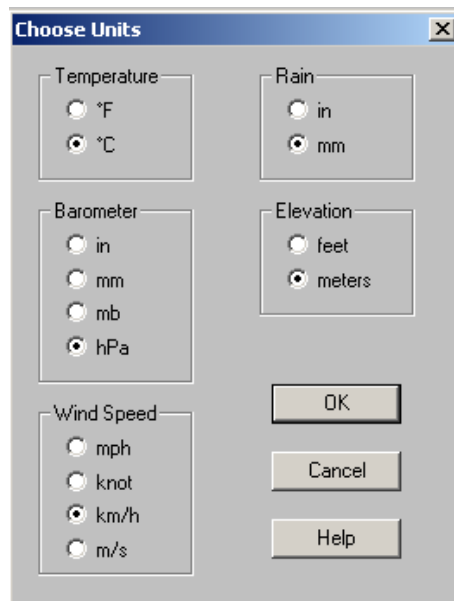 Choose Units
Temperature
°F
°C
Barometer
in
mm
mb
hPa
Wind Speed
mph
knot
km/h
m/s
Rain
in
mm
Elevation
feet
meters
OK
Cancel
Help